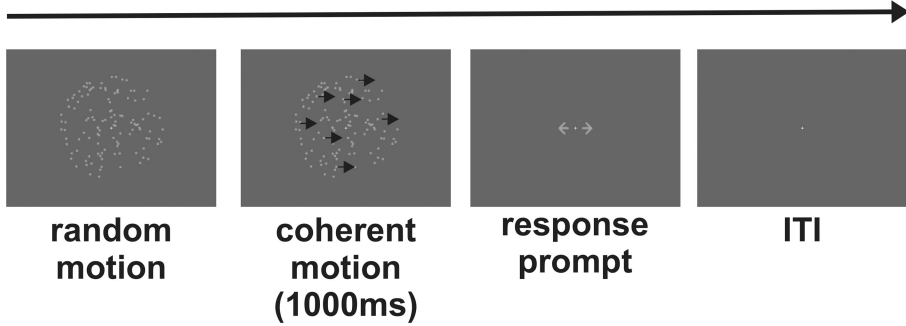 random
motion
coherent
motion
(1000ms)
response
prompt
ITI